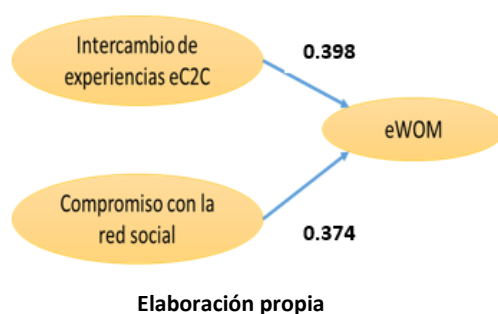 Intercambio de
experiencias eC2C
0.398
eWOM
Compromiso con la
red social
0.374
Elaboración propia